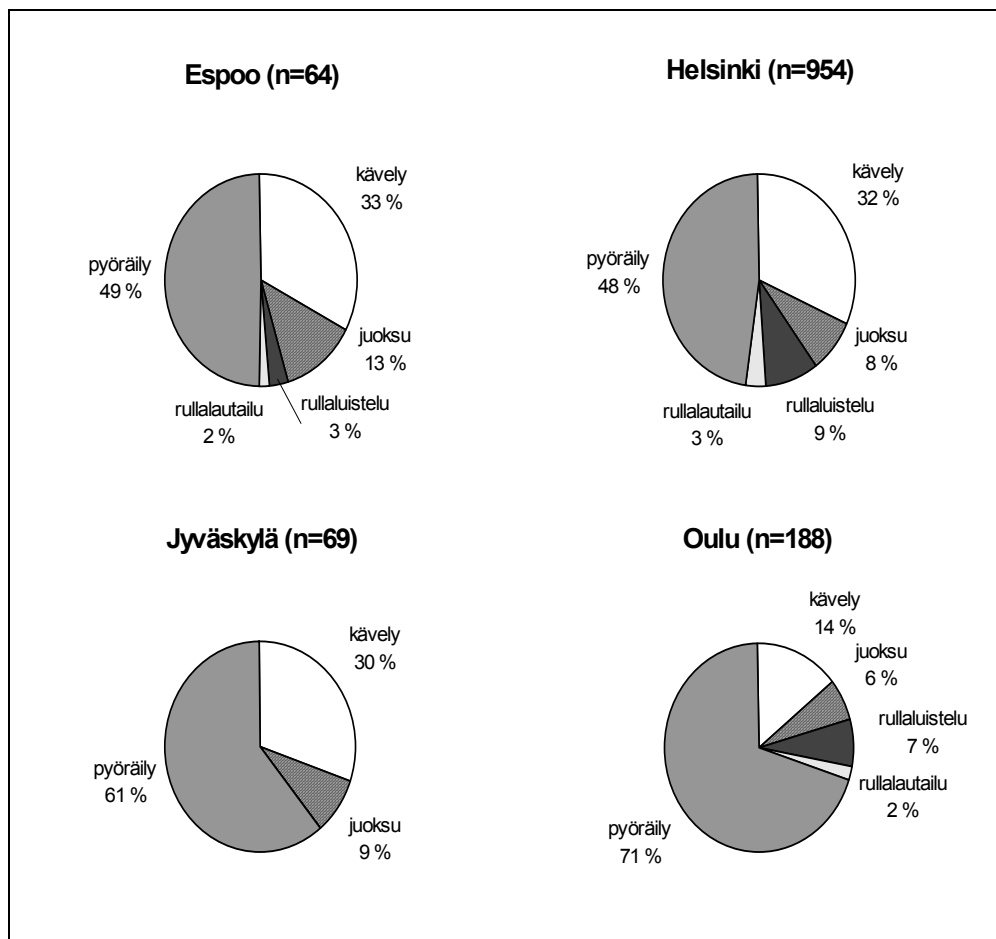 Espoo (n=64)
kävely
33 %
pyöräily
49 %
juoksu
13 %
rullalautailu
2 %
rullaluistelu
3 %
Helsinki (n=954)
kävely
32 %
pyöräily
48 %
juoksu
8 %
rullalautailu
3 %
rullaluistelu
9 %
Jyväskylä (n=69)
kävely
30 %
pyöräily
61 %
juoksu
9 %
Oulu (n=188)
kävely
14 %
juoksu
6 %
rullaluistelu
7 %
rullalautailu
2 %
pyöräily
71 %